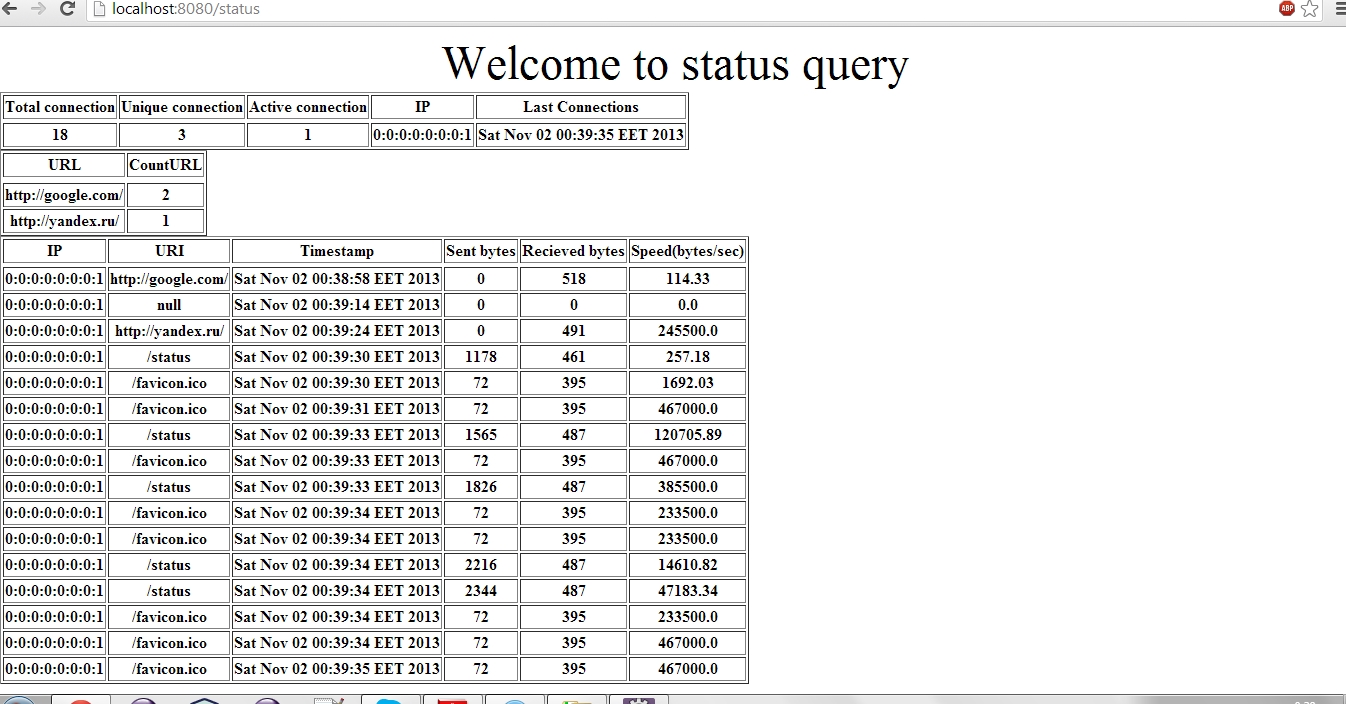 localhost:8080/status
ABP
Welcome to status query
Total connection Unique connection Active connection IP Last Connections
18 3 1 0:0:0:0:0:0:0:1 Sat Nov 02 00:39:35 EET 2013
URL CountURL
http://google.com/ 2
http://yandex.ru/ 1
IP URI Timestamp Sent bytes Recieved bytes Speed(bytes/sec)
0:0:0:0:0:0:0:1 http://google.com/ Sat Nov 02 00:38:58 EET 2013 0 518 114.33
0:0:0:0:0:0:0:1 null Sat Nov 02 00:39:14 EET 2013 0 0 0.0
0:0:0:0:0:0:0:1 http://yandex.ru/ Sat Nov 02 00:39:24 EET 2013 0 491 245500.0
0:0:0:0:0:0:0:1 /status Sat Nov 02 00:39:30 EET 2013 1178 461 257.18
0:0:0:0:0:0:0:1 /favicon.ico Sat Nov 02 00:39:30 EET 2013 72 395 1692.03
0:0:0:0:0:0:0:1 /favicon.ico Sat Nov 02 00:39:31 EET 2013 72 395 467000.0
0:0:0:0:0:0:0:1 /status Sat Nov 02 00:39:33 EET 2013 1565 487 120705.89
0:0:0:0:0:0:0:1 /favicon.ico Sat Nov 02 00:39:33 EET 2013 72 395 467000.0
0:0:0:0:0:0:0:1 /status Sat Nov 02 00:39:33 EET 2013 1826 487 385500.0
0:0:0:0:0:0:0:1 /favicon.ico Sat Nov 02 00:39:34 EET 2013 72 395 233500.0
0:0:0:0:0:0:0:1 /favicon.ico Sat Nov 02 00:39:34 EET 2013 72 395 233500.0
0:0:0:0:0:0:0:1 /status Sat Nov 02 00:39:34 EET 2013 2216 487 14610.82
0:0:0:0:0:0:0:1 /status Sat Nov 02 00:39:34 EET 2013 2344 487 47183.34
0:0:0:0:0:0:0:1 /favicon.ico Sat Nov 02 00:39:34 EET 2013 72 395 233500.0
0:0:0:0:0:0:0:1 /favicon.ico Sat Nov 02 00:39:34 EET 2013 72 395 467000.0
0:0:0:0:0:0:0:1 /favicon.ico Sat Nov 02 00:39:35 EET 2013 72 395 467000.0